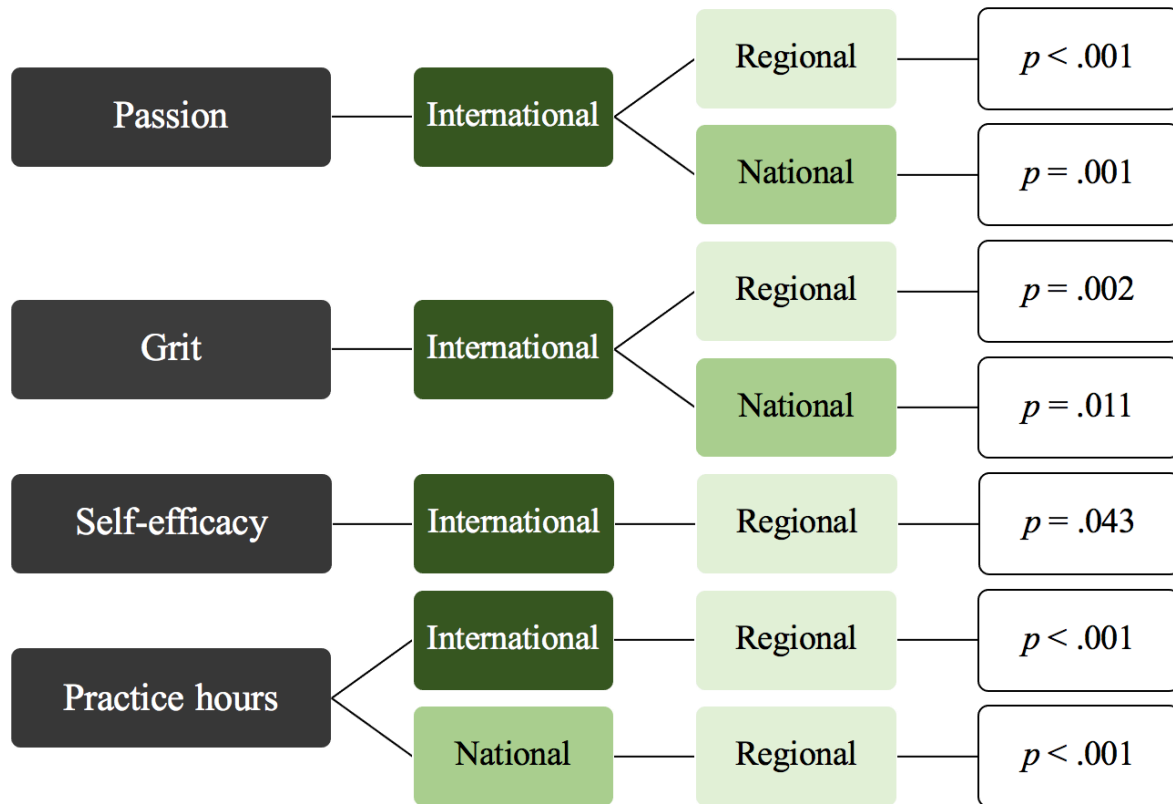 Passion
International
Regional
p < .001
National
p = .001
Grit
International
Regional
p = .002
National
p = .011
Self-efficacy
International
Regional
p = .043
Practice hours
International
Regional
p < .001
National
Regional
p < .001